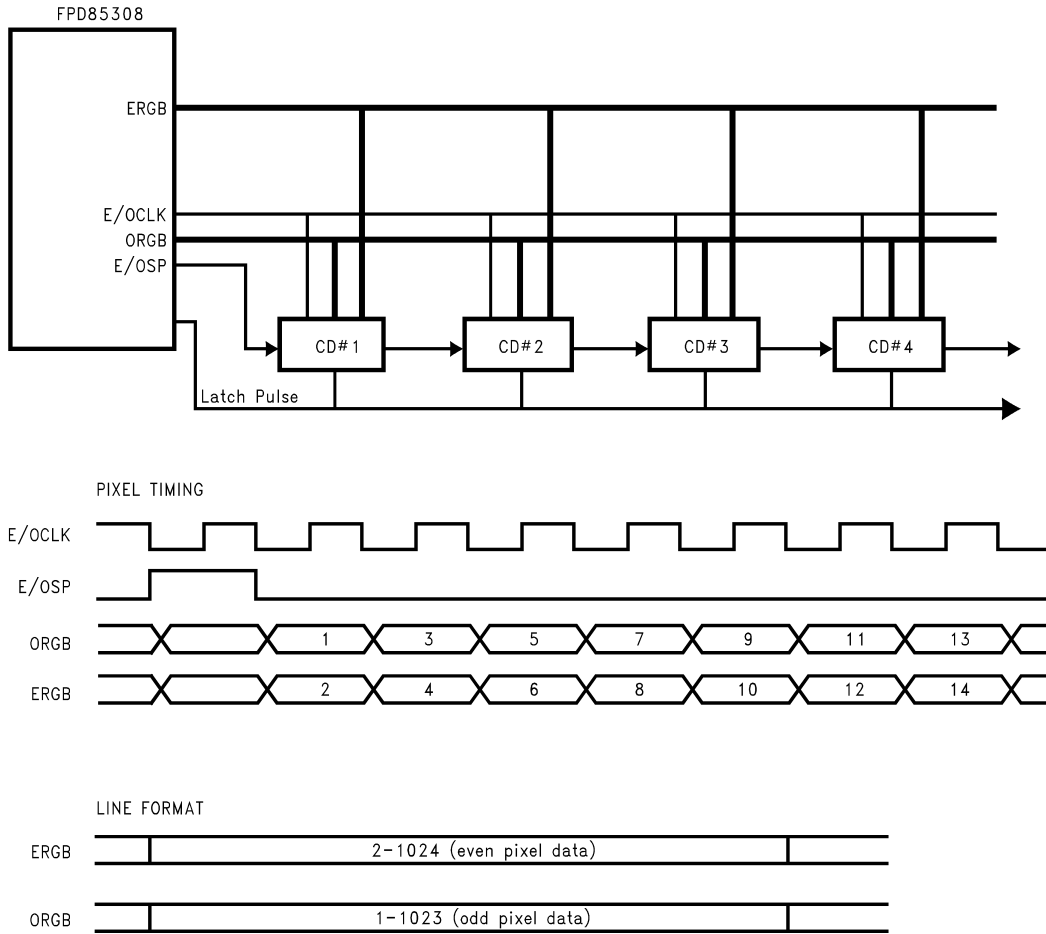 FPD85308
ERGB
E/OCLK
ORGB
E/OSP
CD#1
CD#2
CD#3
CD#4
Latch Pulse
PIXEL TIMING
E/OCLK
E/OSP
ORGB 1 3 5 7 9 11 13
ERGB 2 4 6 8 10 12 14
LINE FORMAT
ERGB 2-1024 (even pixel data)
ORGB 1-1023 (odd pixel data)